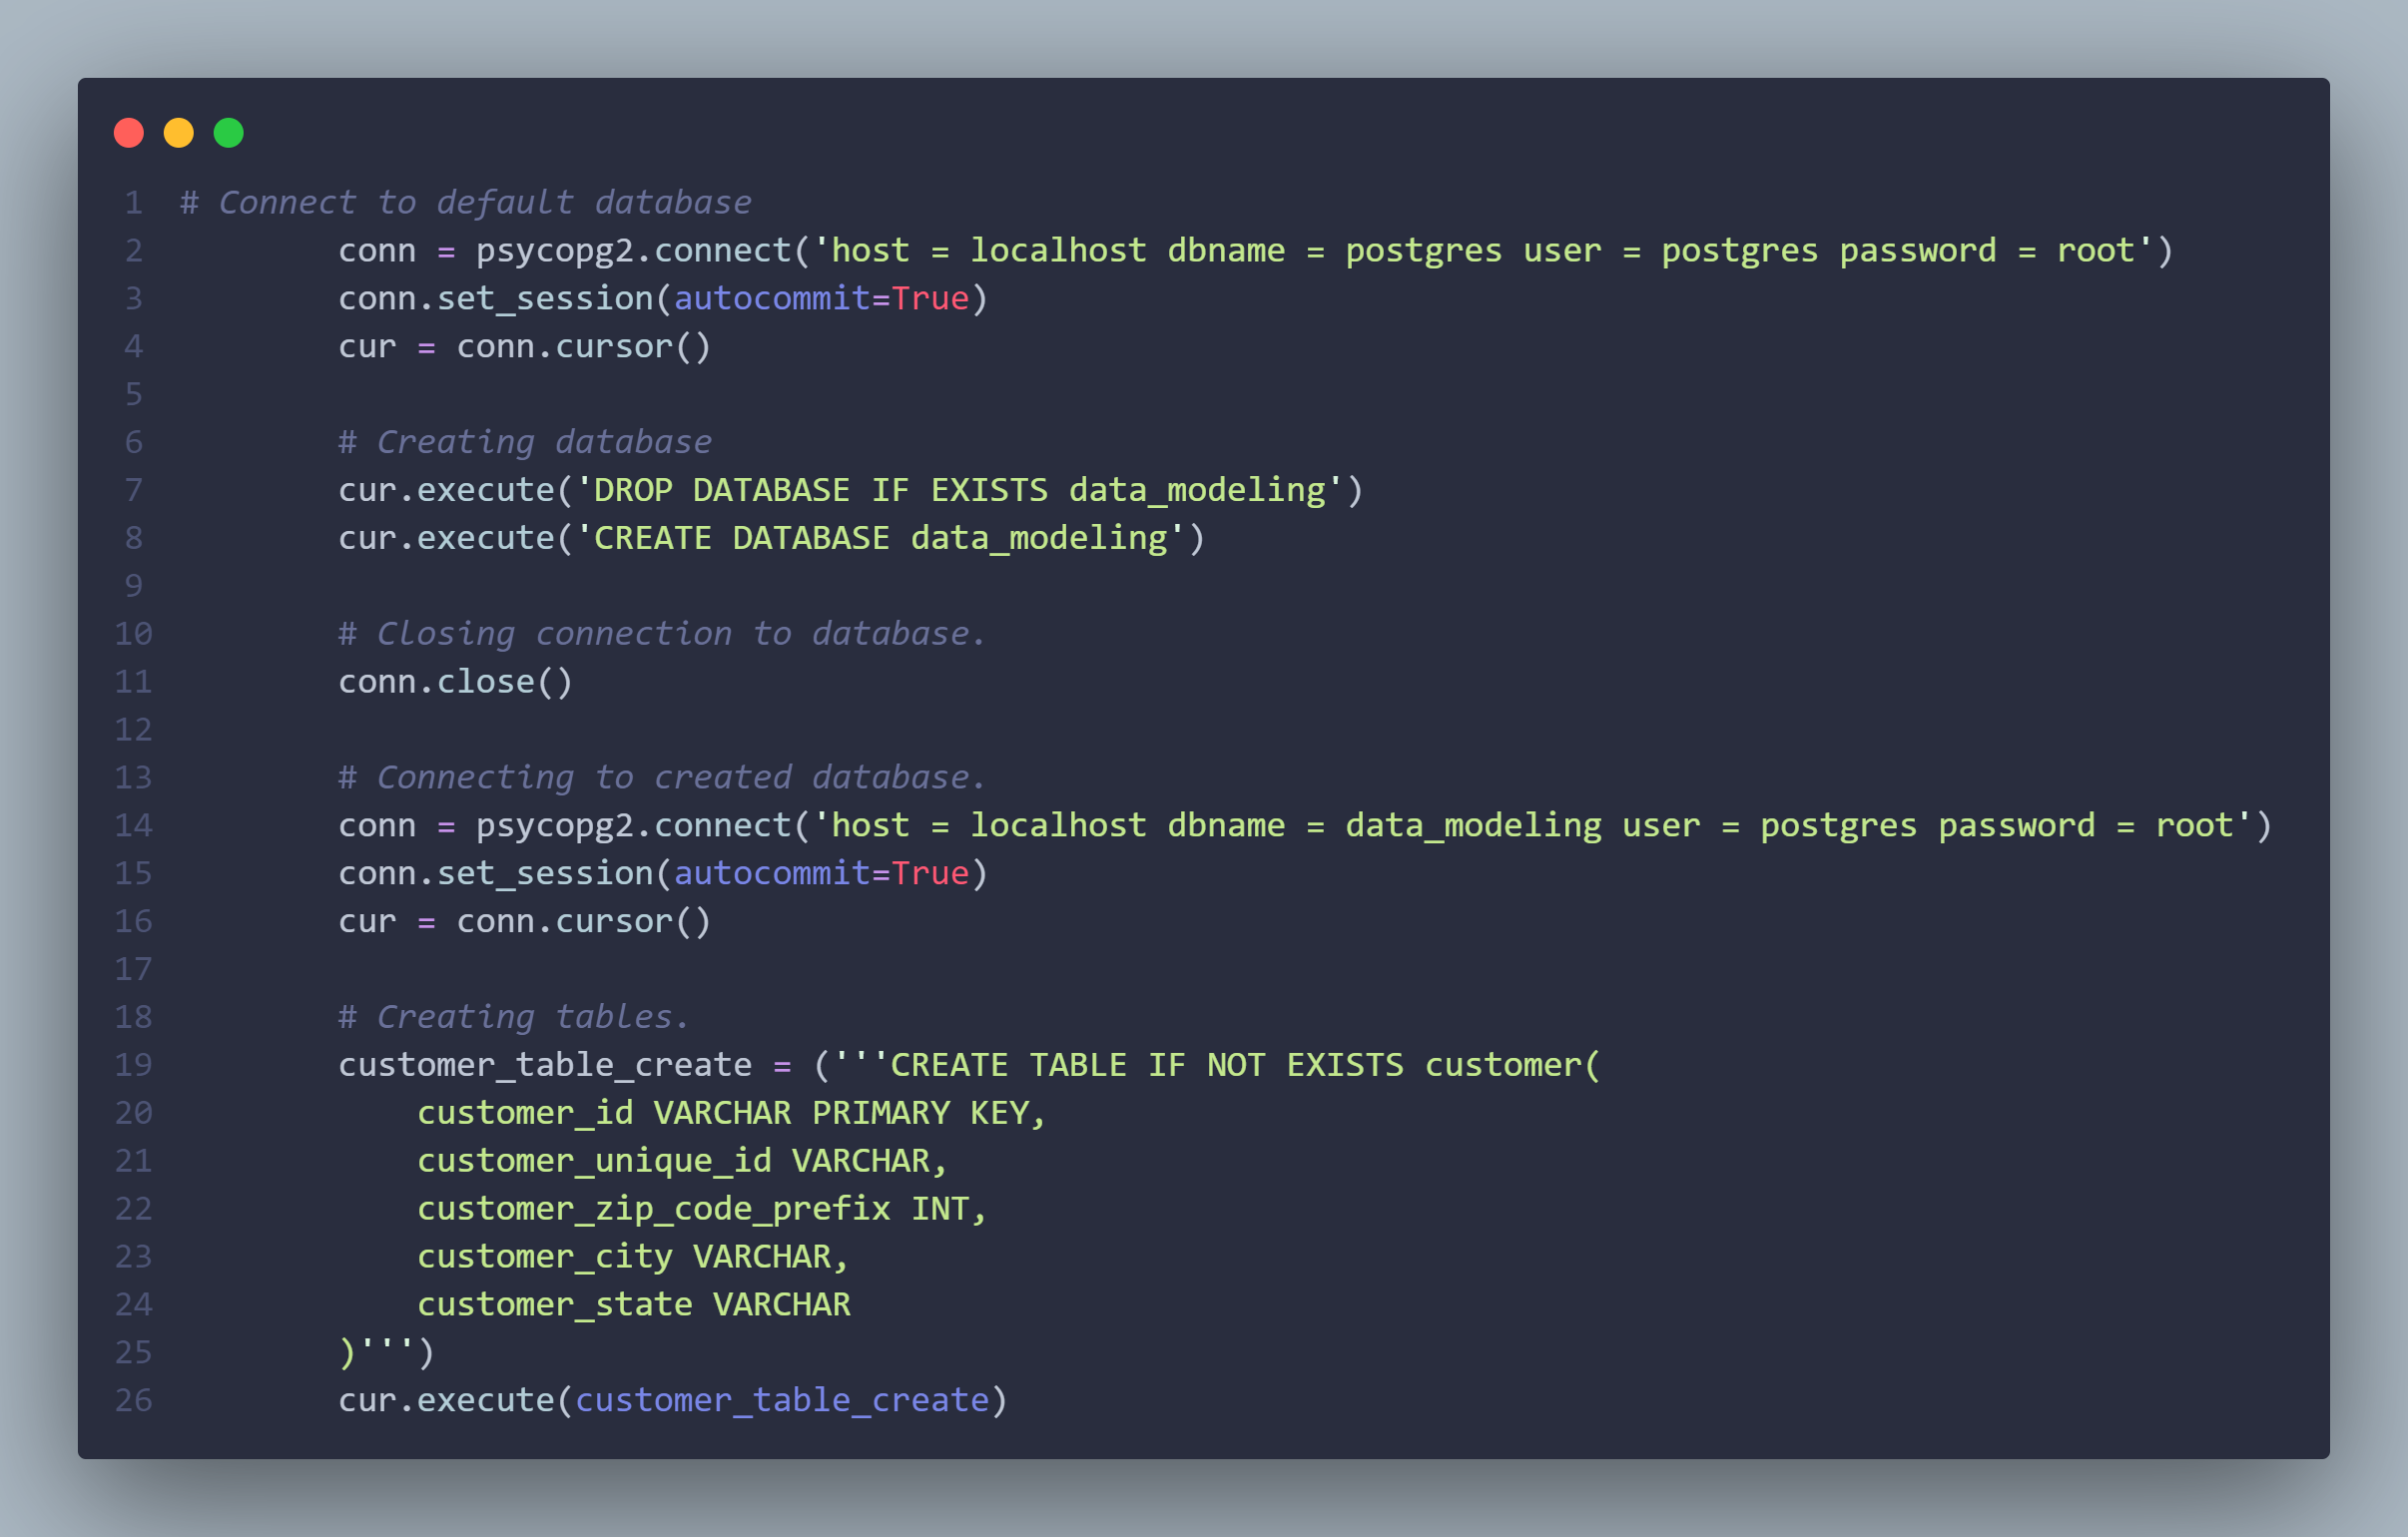 1 # Connect to default database
2         conn = psycopg2.connect('host = localhost dbname = postgres user = postgres password = root')
3         conn.set_session(autocommit=True)
4         cur = conn.cursor()
5
6         # Creating database
7         cur.execute('DROP DATABASE IF EXISTS data_modeling')
8         cur.execute('CREATE DATABASE data_modeling')
9
10         # Closing connection to database.
11         conn.close()
12
13         # Connecting to created database.
14         conn = psycopg2.connect('host = localhost dbname = data_modeling user = postgres password = root')
15         conn.set_session(autocommit=True)
16         cur = conn.cursor()
17
18         # Creating tables.
19         customer_table_create = ('''CREATE TABLE IF NOT EXISTS customer(
20             customer_id VARCHAR PRIMARY KEY,
21             customer_unique_id VARCHAR,
22             customer_zip_code_prefix INT,
23             customer_city VARCHAR,
24             customer_state VARCHAR
25         )''')
26         cur.execute(customer_table_create)